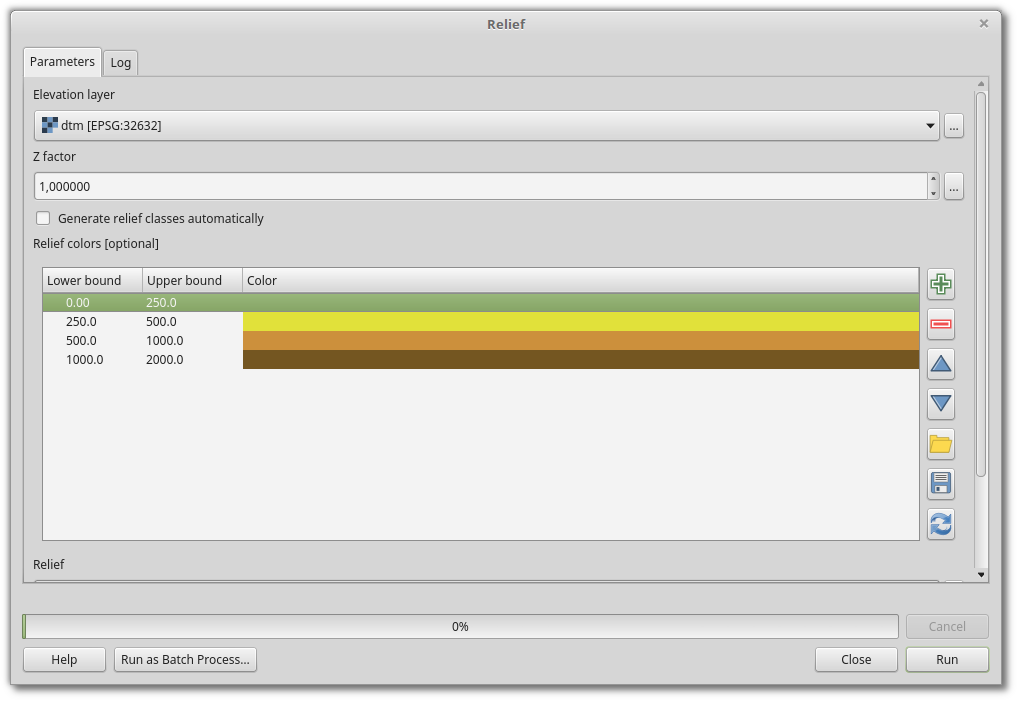 Relief
Parameters Log
Elevation layer
dtm [EPSG:32632]
...
Z factor
1,000000
...
Generate relief classes automatically
Relief colors [optional]
Lower bound Upper bound Color
0.00 250.0
250.0 500.0
500.0 1000.0
1000.0 2000.0
Relief
0% Cancel
Help Run as Batch Process... Close Run